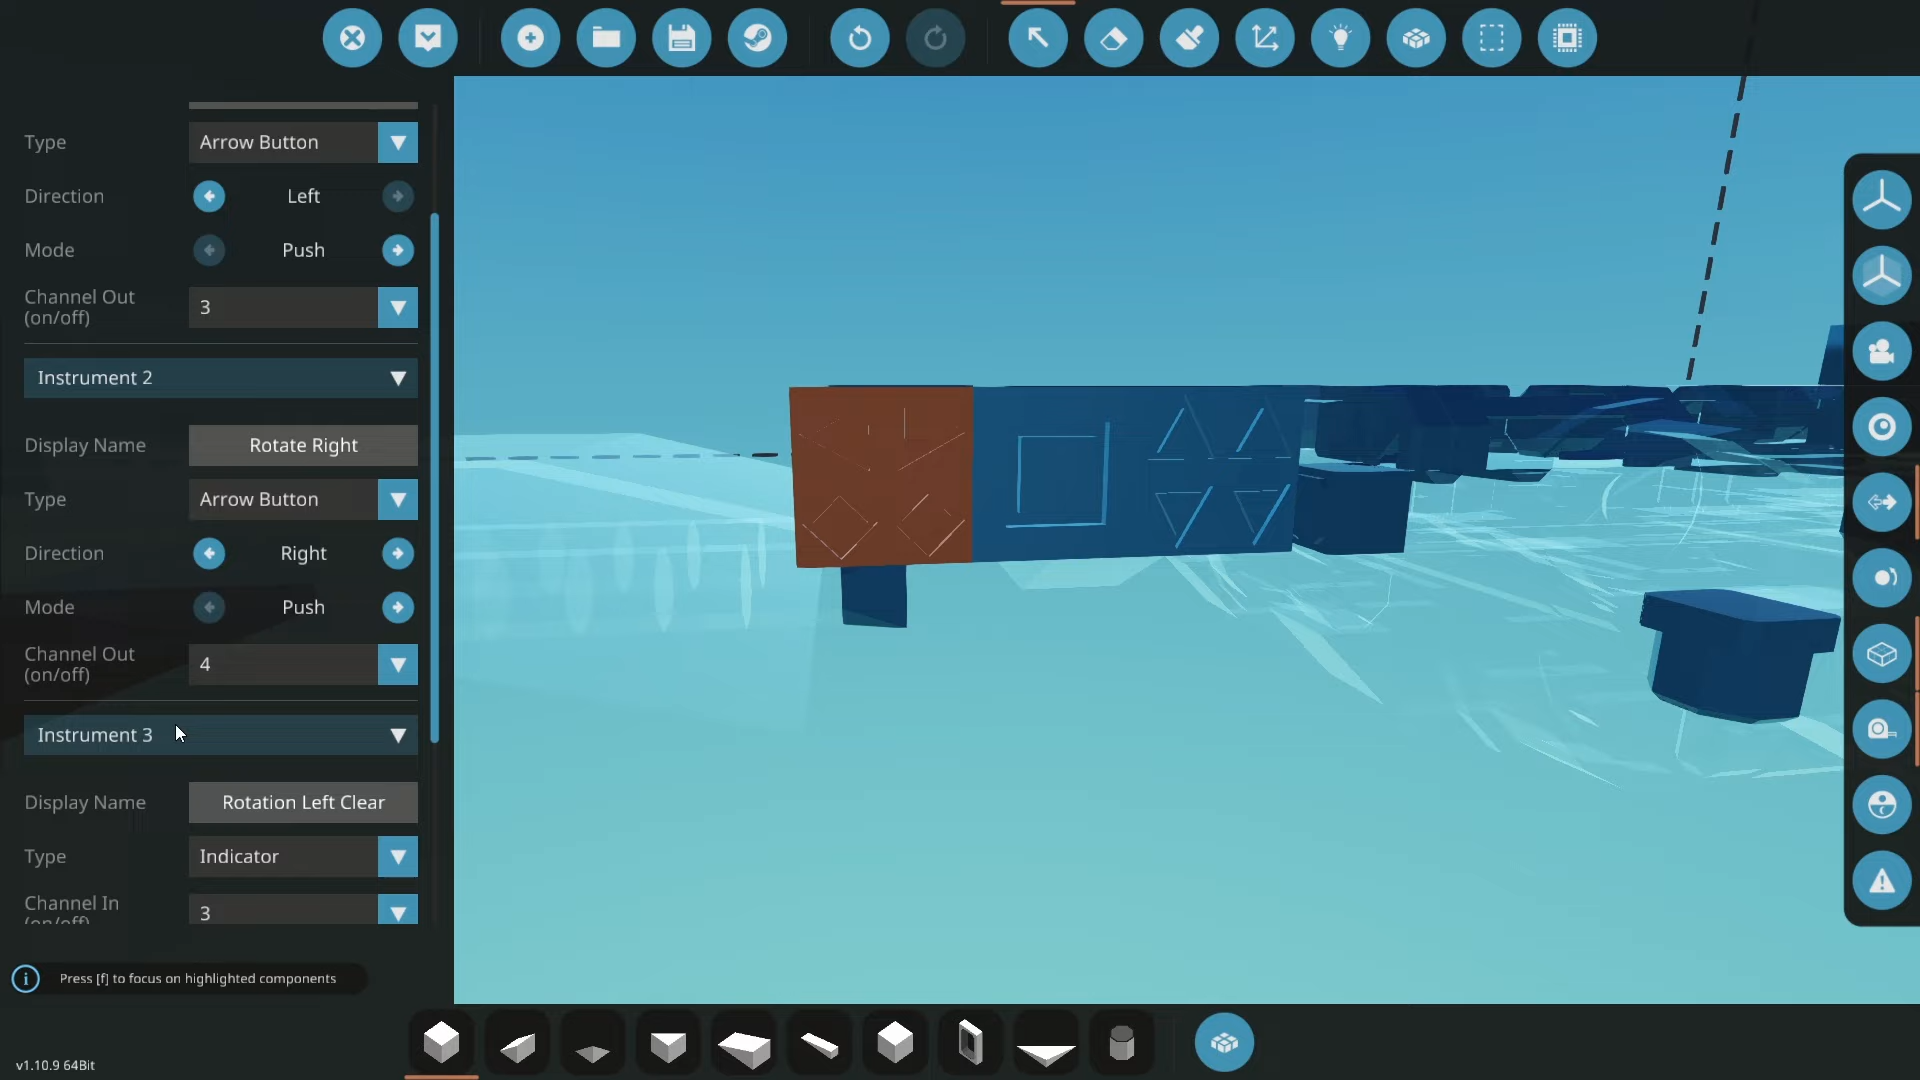 Type Arrow Button
Direction Left
Mode Push
Channel Out
(on/off) 3
Instrument 2
Display Name Rotate Right
Type Arrow Button
Direction Right
Mode Push
Channel Out
(on/off) 4
Instrument 3
Display Name Rotation Left Clear
Type Indicator
Channel In
(on/off) 3
Press [f] to focus on highlighted components
v1.10.9 64Bit